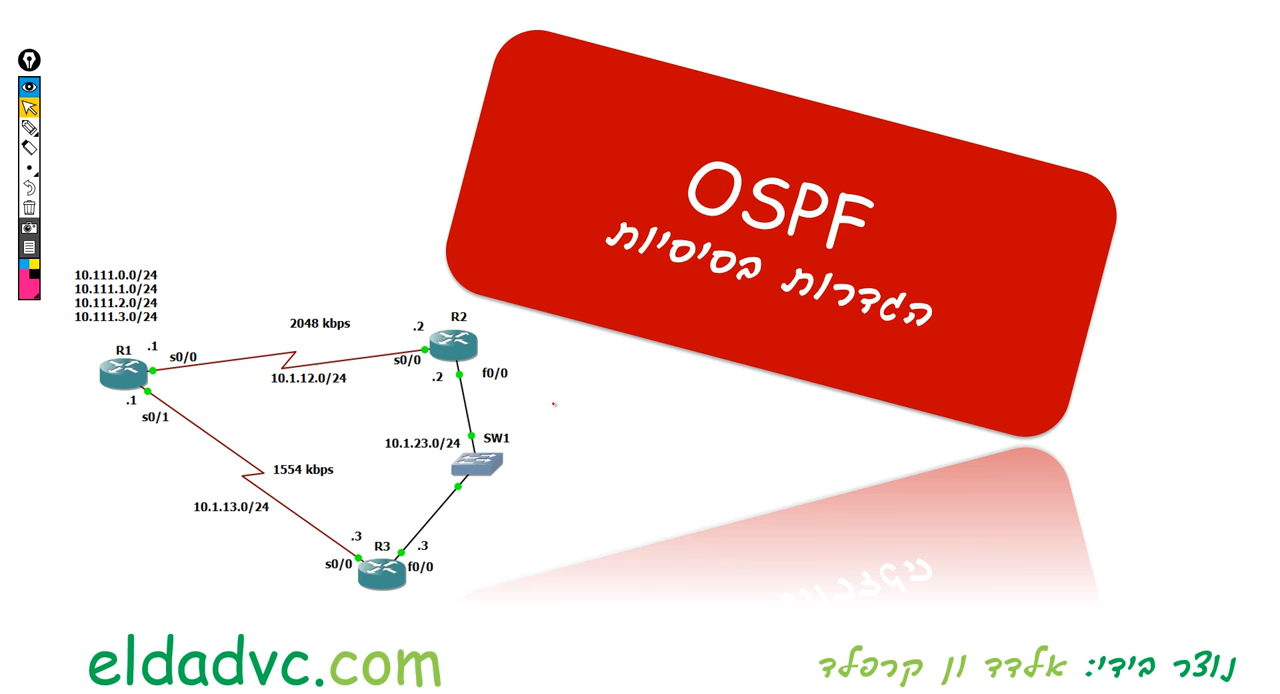 OSPF
הגדרות בסיסיות
10.111.0.0/24
10.111.1.0/24
10.111.2.0/24
10.111.3.0/24
2048 kbps
.2
R2
R1
.1
s0/0
s0/0
10.1.12.0/24
.2
f0/0
.1
s0/1
10.1.23.0/24
SW1
1554 kbps
10.1.13.0/24
.3
R3
.3
s0/0
f0/0
eldadvc.com
נוצר בידי: אלדד ון קרפלד